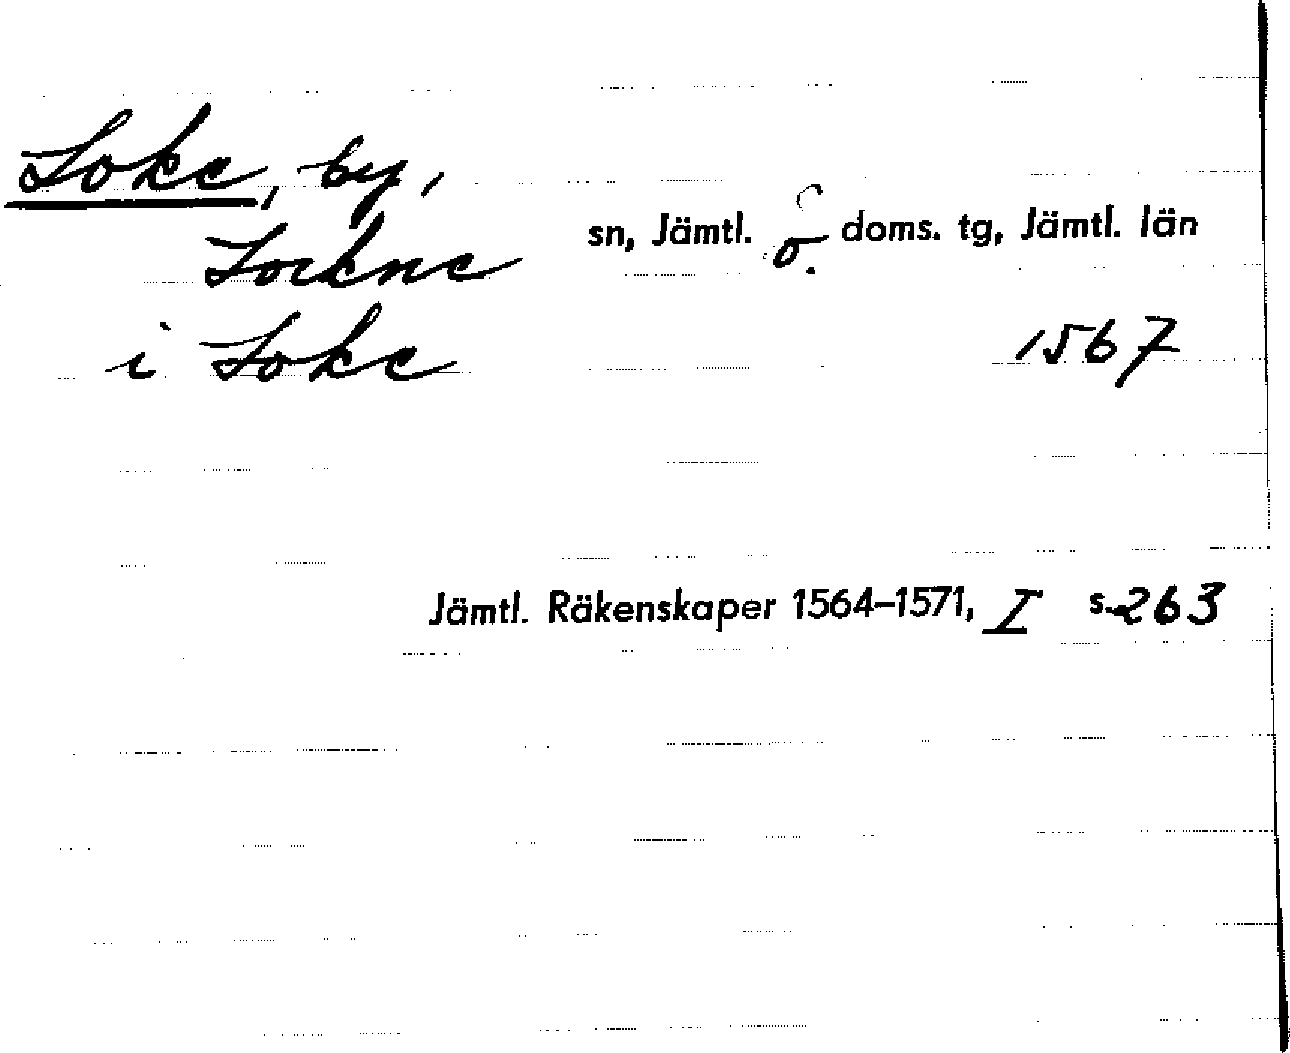 Loke, by,
Lockne sn, Jämtl. ö. doms. tg, Jämtl. län
i Loke 1567
Jämtl. Räkenskaper 1564–1571, I s. 263